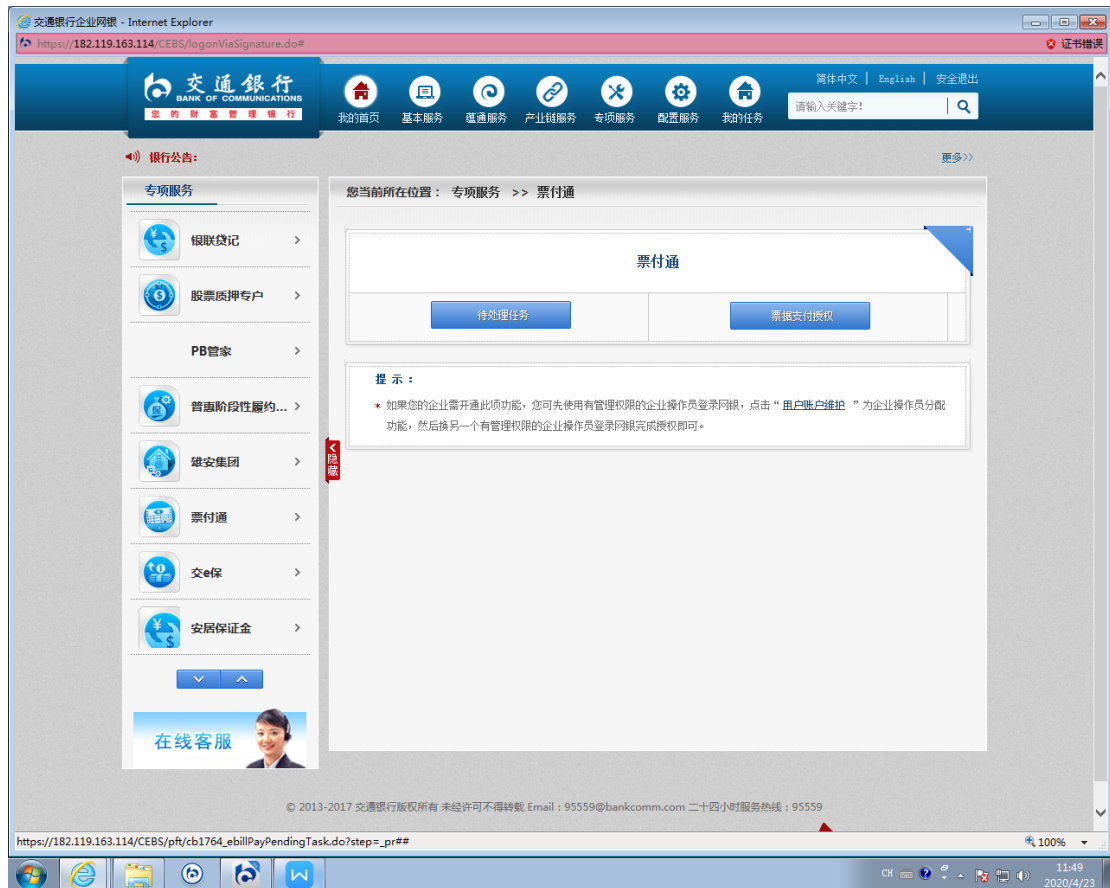 交通银行企业网银 - Internet Explorer
https://182.119.163.114/CEBS/logonViaSignature.do#
证书错误
交通銀行
BANK OF COMMUNICATIONS
您的财富管理银行
我的首页
基本服务
蕴通服务
产业链服务
专项服务
配置服务
我的任务
简体中文 | English | 安全退出
请输入关键字!
银行公告:
更多>>
专项服务
银联贷记
股票质押专户
PB管家
普惠阶段性履约...
雄安集团
票付通
交e保
安居保证金
在线客服
隐藏
您当前所在位置: 专项服务 >> 票付通
票付通
待处理任务
票据支付授权
提 示:
* 如果您的企业需开通此项功能,您可先使用有管理权限的企业操作员登录网银,点击“ 用户账户维护 ”为企业操作员分配
功能,然后换另一个有管理权限的企业操作员登录网银完成授权即可。
© 2013-2017 交通银行版权所有 未经许可不得转载 Email : 95559@bankcomm.com 二十四小时服务热线 : 95559
https://182.119.163.114/CEBS/pft/cb1764_ebillPayPendingTask.do?step=_pr##
100%
CH
11:49
2020/4/23